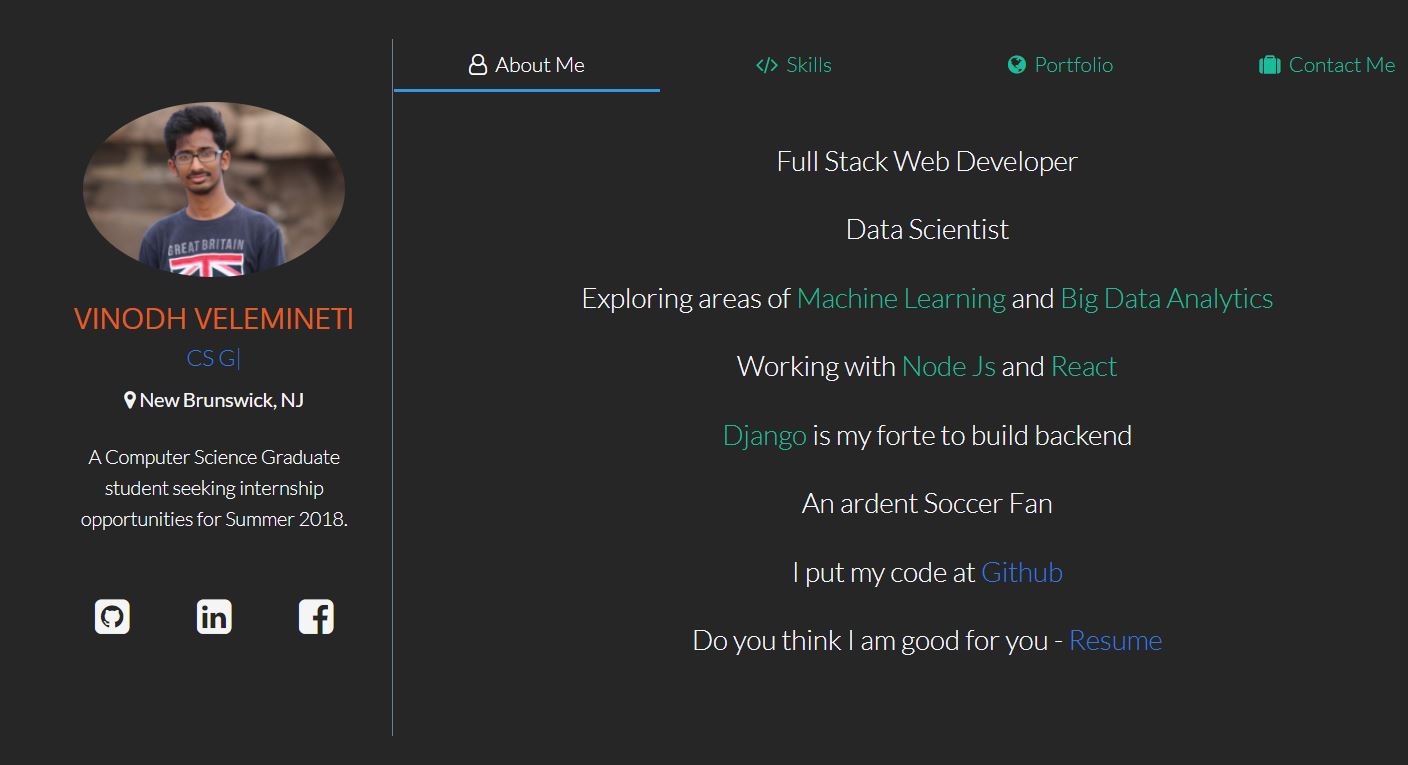 About Me
Skills
Portfolio
Contact Me
GREAT BRITAIN
VINODH VELEMINETI
CS G|
New Brunswick, NJ
A Computer Science Graduate
student seeking internship
opportunities for Summer 2018.
Full Stack Web Developer
Data Scientist
Exploring areas of Machine Learning and Big Data Analytics
Working with Node Js and React
Django is my forte to build backend
An ardent Soccer Fan
I put my code at Github
Do you think I am good for you - Resume